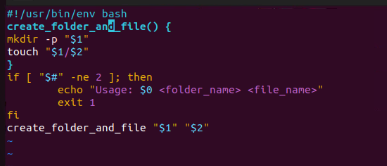 #!/usr/bin/env bash
create_folder_and_file() {
mkdir -p "$1"
touch "$1/$2"
}
if [ "$#" -ne 2 ]; then
        echo "Usage: $0 <folder_name> <file_name>"
        exit 1
fi
create_folder_and_file "$1" "$2"
~
~